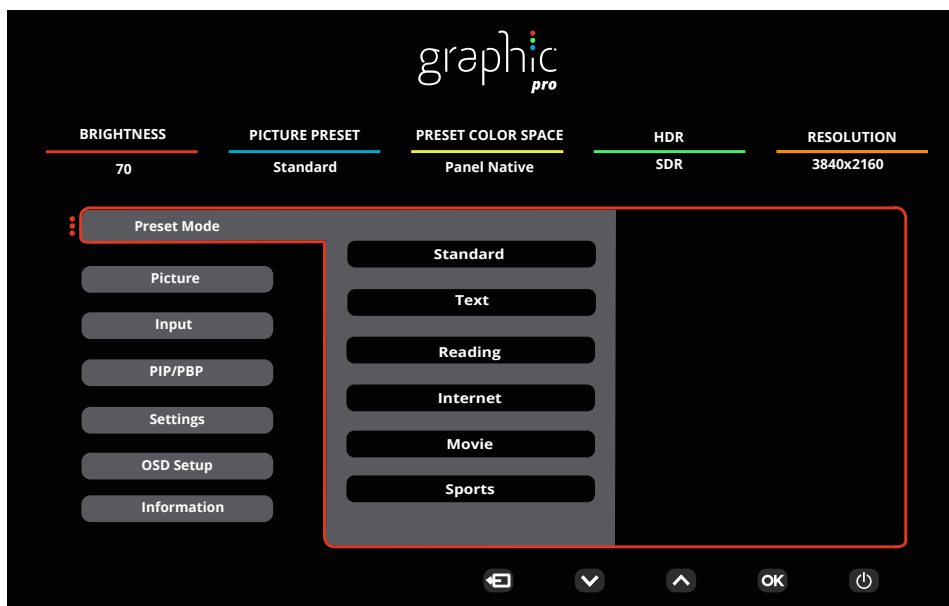 graphic
pro
BRIGHTNESS PICTURE PRESET PRESET COLOR SPACE HDR RESOLUTION
70 Standard Panel Native SDR 3840x2160
Preset Mode
Picture
Input
PIP/PBP
Settings
OSD Setup
Information
Standard
Text
Reading
Internet
Movie
Sports
OK